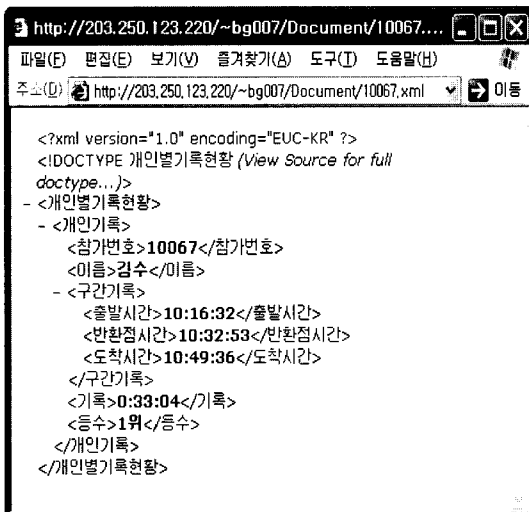 http://203.250.123.220/~bg007/Document/10067....
파일(F) 편집(E) 보기(V) 즐겨찾기(A) 도구(T) 도움말(H)
주소(D) http://203,250,123,220/~bg007/Document/10067,xml 이동
<?xml version="1.0" encoding="EUC-KR" ?>
<!DOCTYPE 개인별기록현황 (View Source for full
doctype...)>
- <개인별기록현황>
- <개인기록>
<참가번호>10067</참가번호>
<이름>김수</이름>
- <구간기록>
<출발시간>10:16:32</출발시간>
<반환점시간>10:32:53</반환점시간>
<도착시간>10:49:36</도착시간>
</구간기록>
<기록>0:33:04</기록>
<등수>1위</등수>
</개인기록>
</개인별기록현황>